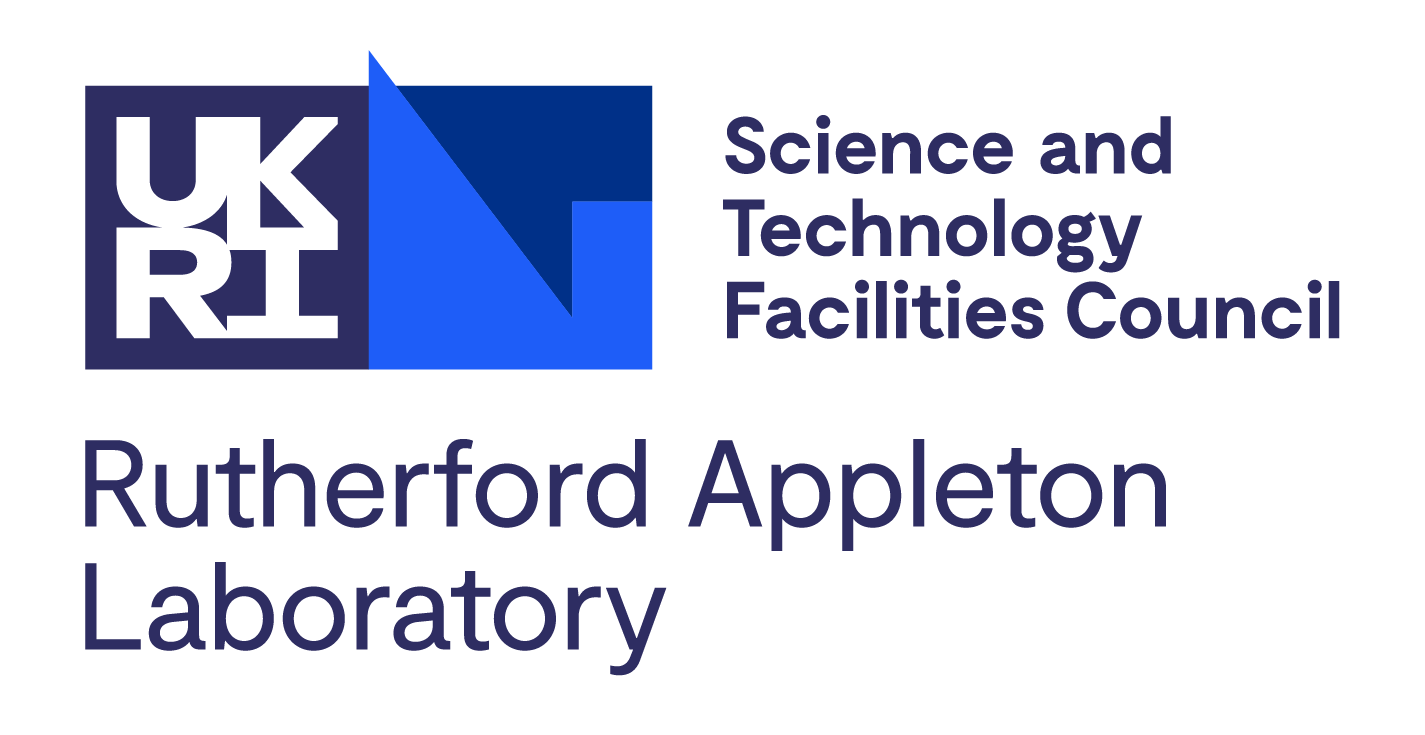 UK
RI
Science and
Technology
Facilities Council
Rutherford Appleton
Laboratory